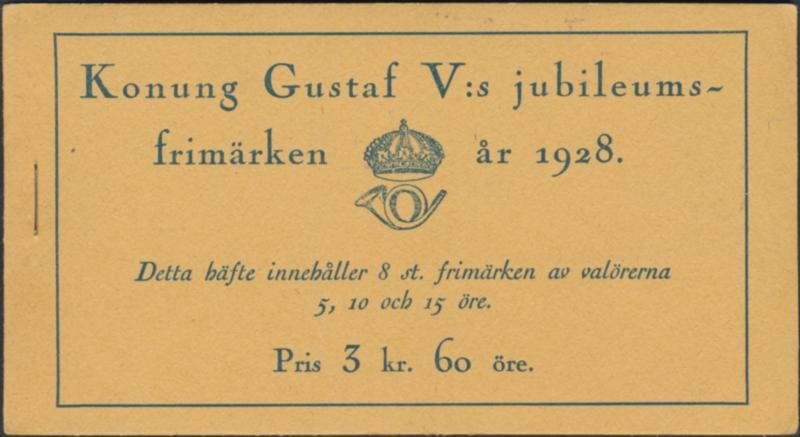 Konung Gustaf V:s jubileums-
frimärken år 1928.
Detta häfte innehåller 8 st. frimärken av valörerna
5, 10 och 15 öre.
Pris 3 kr. 60 öre.